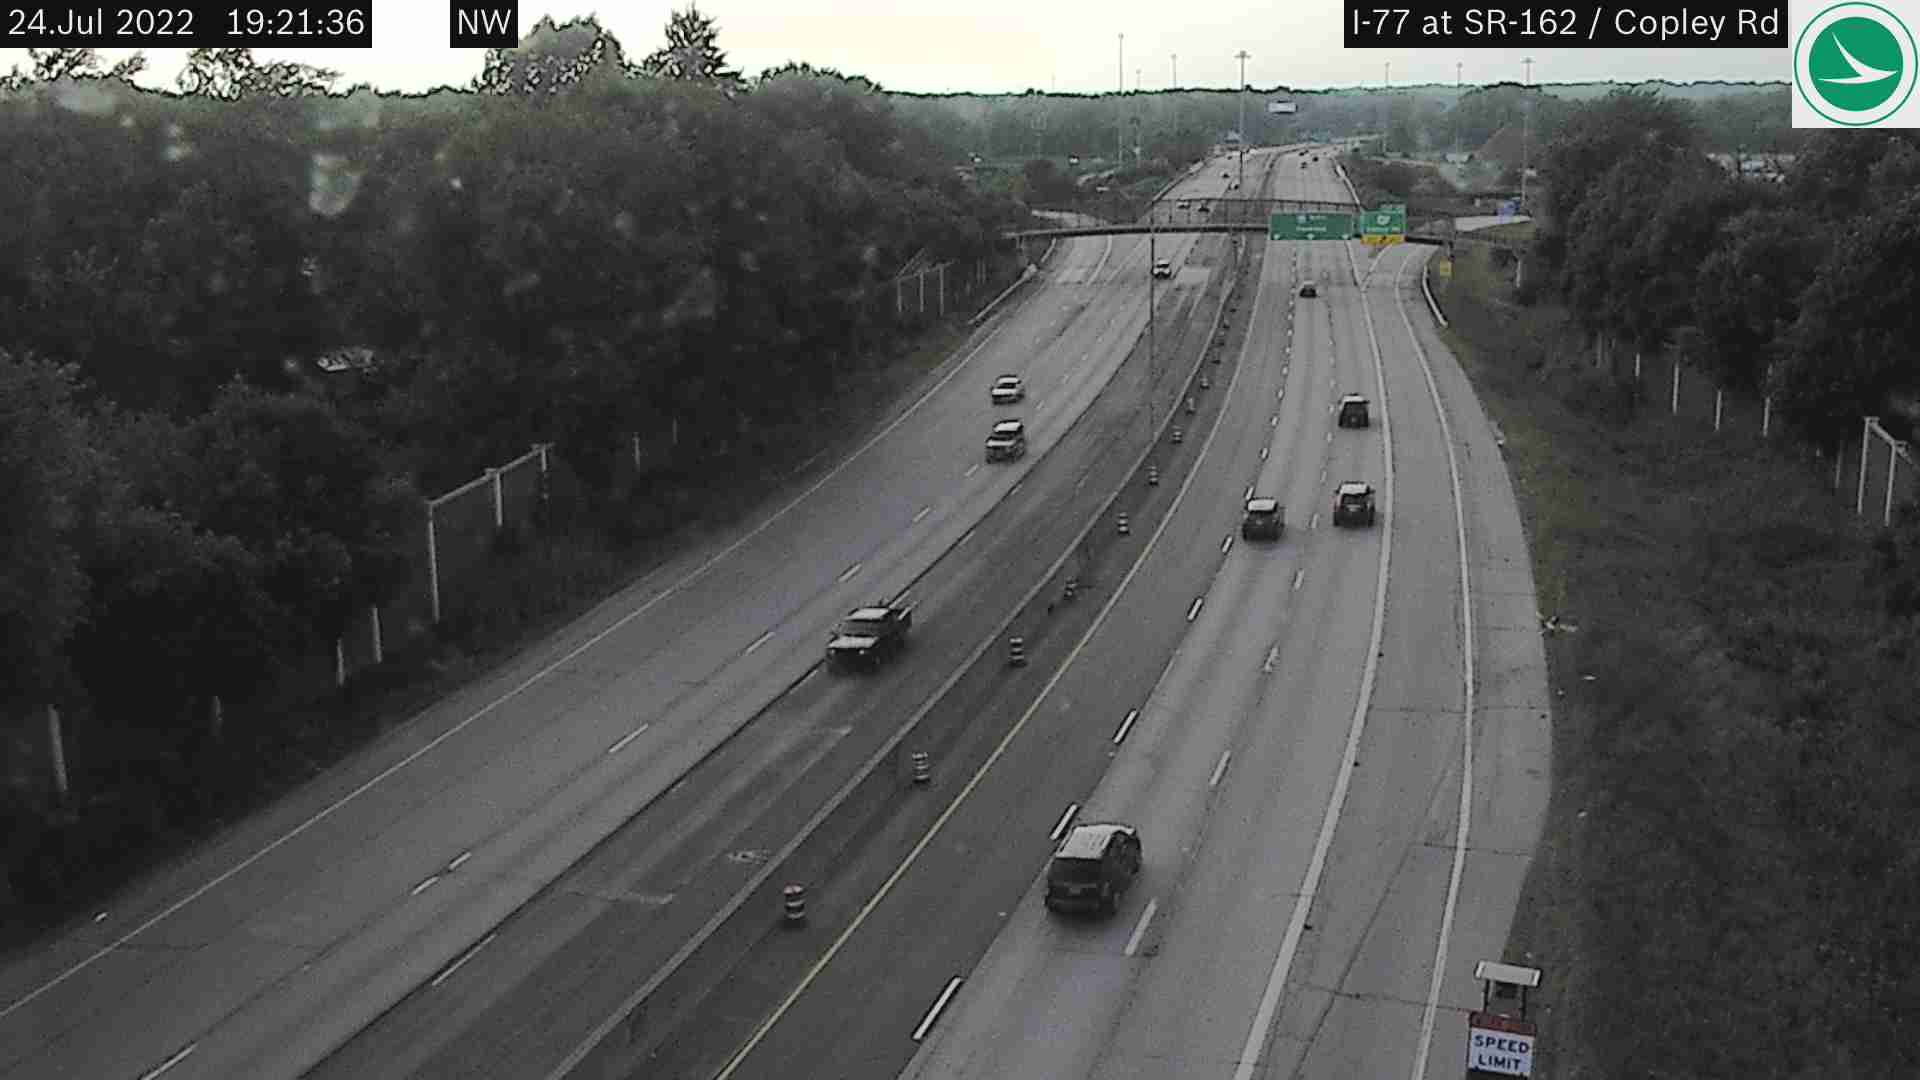 24.Jul 2022 19:21:36
NW
I-77 at SR-162 / Copley Rd
SPEED
LIMIT